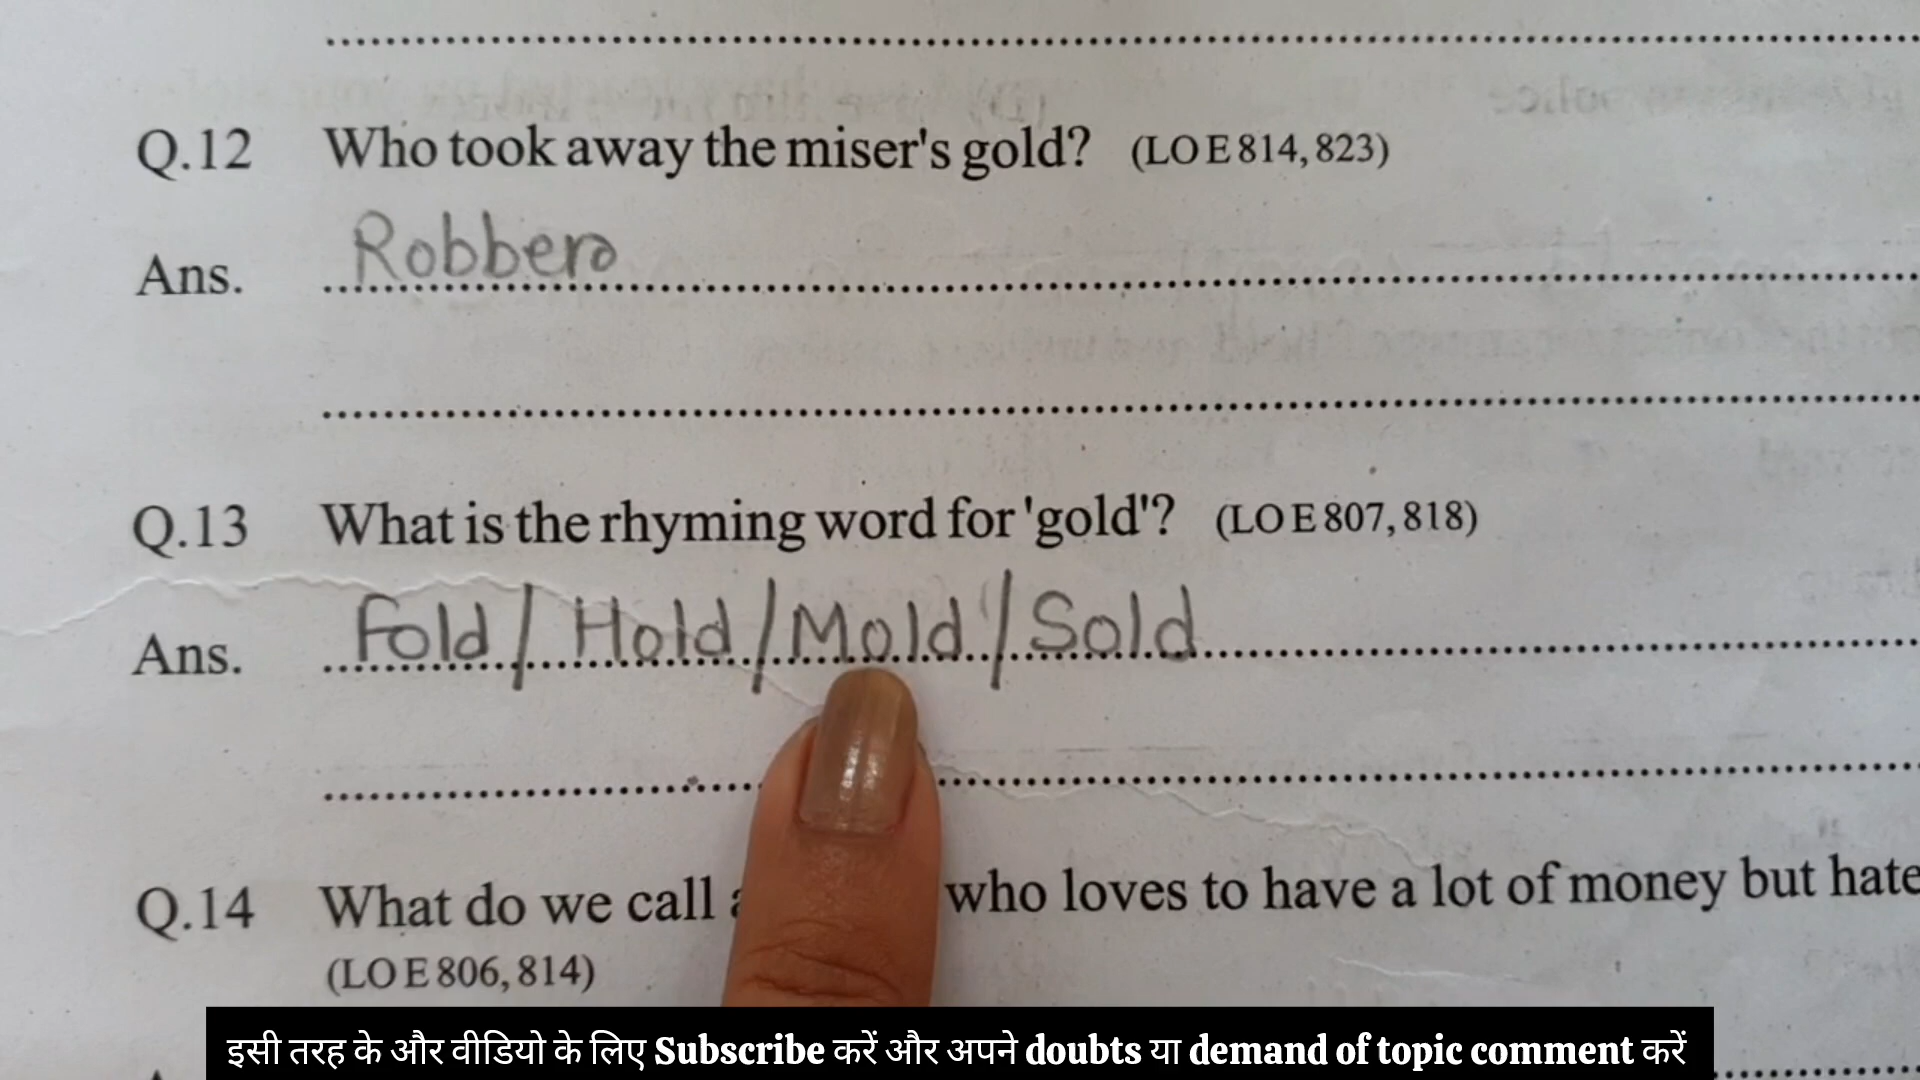 Q.12 Who took away the miser's gold? (LO E 814, 823)
Ans. Robbers
Q.13 What is the rhyming word for 'gold'? (LO E 807, 818)
Ans. Fold / Hold / Mold / Sold
Q.14 What do we call who loves to have a lot of money but hate
(LO E 806, 814)
इसी तरह के और वीडियो के लिए Subscribe करें और अपने doubts या demand of topic comment करें